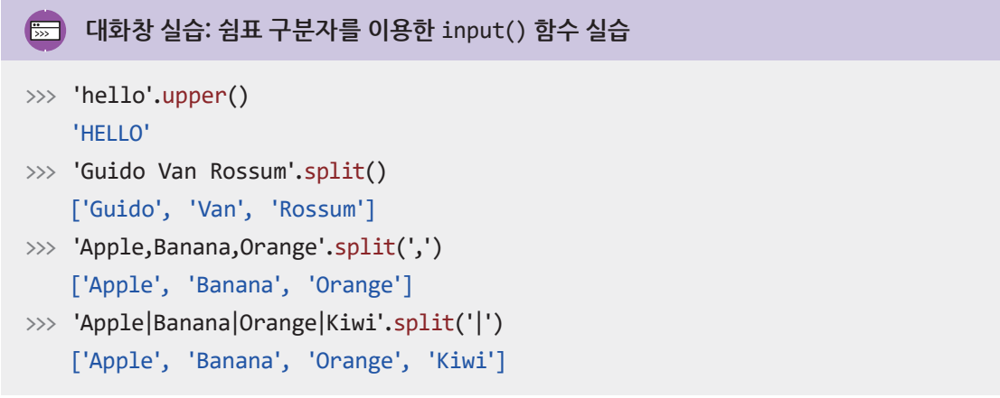 대화창 실습: 쉼표 구분자를 이용한 input() 함수 실습
>>> 'hello'.upper()
'HELLO'
>>> 'Guido Van Rossum'.split()
['Guido', 'Van', 'Rossum']
>>> 'Apple,Banana,Orange'.split(',')
['Apple', 'Banana', 'Orange']
>>> 'Apple|Banana|Orange|Kiwi'.split('|')
['Apple', 'Banana', 'Orange', 'Kiwi']